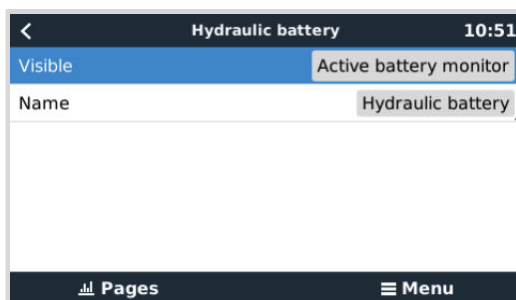 Hydraulic battery 10:51
Visible Active battery monitor
Name Hydraulic battery
Pages Menu